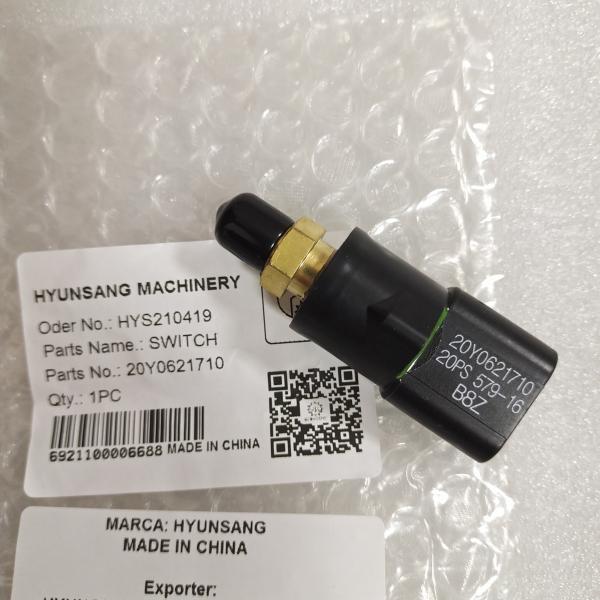 HYUNSANG MACHINERY
Oder No.: HYS210419
Parts Name.: SWITCH
Parts No.: 20Y0621710
Qty.: 1PC
6921100006688 MADE IN CHINA
20Y0621710
20PS 579-16
B8Z
MARCA: HYUNSANG
MADE IN CHINA
Exporter: